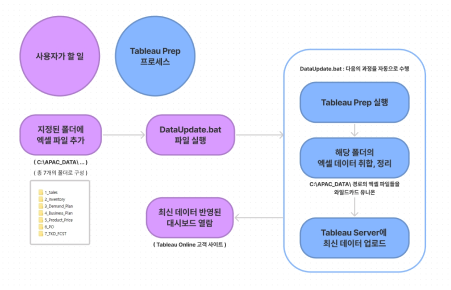 사용자가 할 일
Tableau Prep
프로세스
지정된 폴더에
엑셀 파일 추가
( C:\APAC_DATA\ ... )
( 총 7개의 폴더로 구성 )
1_Sales
2_Inventory
3_Demand_Plan
4_Business_Plan
5_Product_Price
6_PO
7_TKO_FCST
DataUpdate.bat
파일 실행
최신 데이터 반영된
대시보드 열람
( Tableau Online 고객 사이트 )
DataUpdate.bat : 다음의 과정을 자동으로 수행
Tableau Prep 실행
해당 폴더의
엑셀 데이터 취합, 정리
C:\APAC_DATA\ 경로의 엑셀 파일들을
와일드카드 유니온
Tableau Server에
최신 데이터 업로드